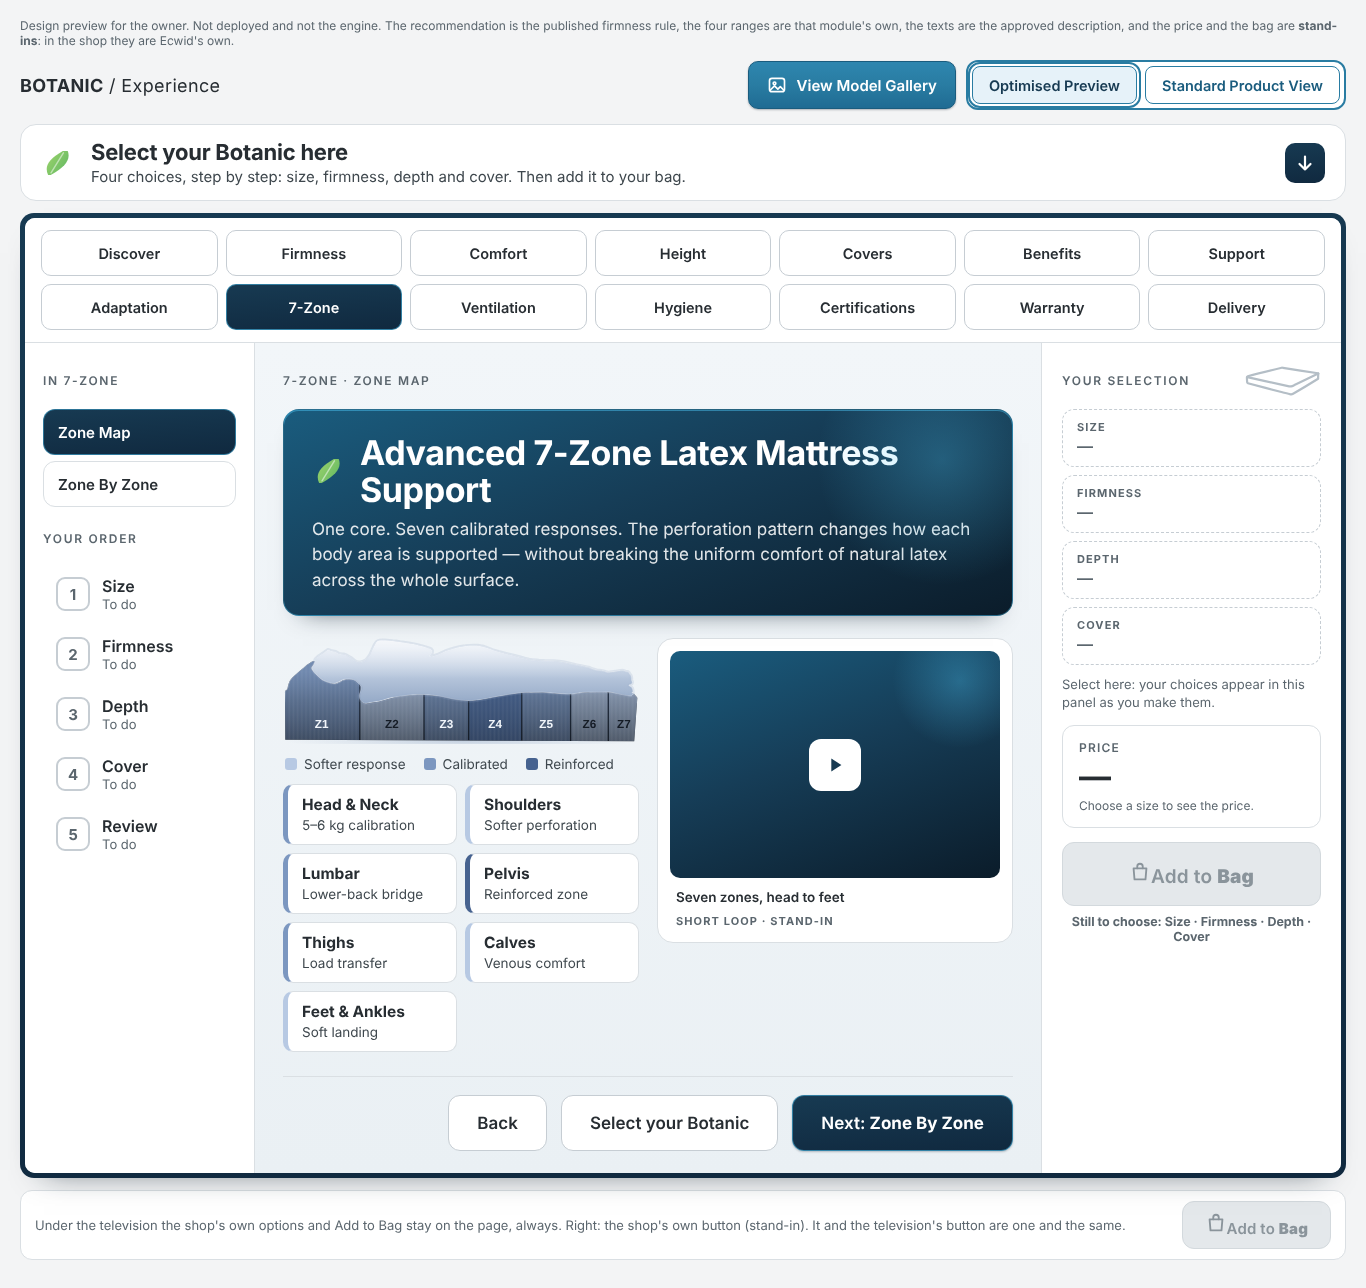 Design preview for the owner. Not deployed and not the engine. The recommendation is the published firmness rule, the four ranges are that module's own, the texts are the approved description, and the price and the bag are stand-
ins: in the shop they are Ecwid's own.
BOTANIC / Experience
View Model Gallery
Optimised Preview
Standard Product View
Select your Botanic here
Four choices, step by step: size, firmness, depth and cover. Then add it to your bag.
Discover
Firmness
Comfort
Height
Covers
Benefits
Support
Adaptation
7-Zone
Ventilation
Hygiene
Certifications
Warranty
Delivery
IN 7-ZONE
Zone Map
Zone By Zone
YOUR ORDER
1
Size
To do
2
Firmness
To do
3
Depth
To do
4
Cover
To do
5
Review
To do
7-ZONE · ZONE MAP
Advanced 7-Zone Latex Mattress
Support
One core. Seven calibrated responses. The perforation pattern changes how each
body area is supported — without breaking the uniform comfort of natural latex
across the whole surface.
Z1 Z2 Z3 Z4 Z5 Z6 Z7
Softer response
Calibrated
Reinforced
Head & Neck
5–6 kg calibration
Shoulders
Softer perforation
Lumbar
Lower-back bridge
Pelvis
Reinforced zone
Thighs
Load transfer
Calves
Venous comfort
Feet & Ankles
Soft landing
Seven zones, head to feet
SHORT LOOP · STAND-IN
Back
Select your Botanic
Next: Zone By Zone
YOUR SELECTION
SIZE
—
FIRMNESS
—
DEPTH
—
COVER
—
Select here: your choices appear in this
panel as you make them.
PRICE
—
Choose a size to see the price.
Add to Bag
Still to choose: Size · Firmness · Depth ·
Cover
Under the television the shop's own options and Add to Bag stay on the page, always. Right: the shop's own button (stand-in). It and the television's button are one and the same.
Add to Bag